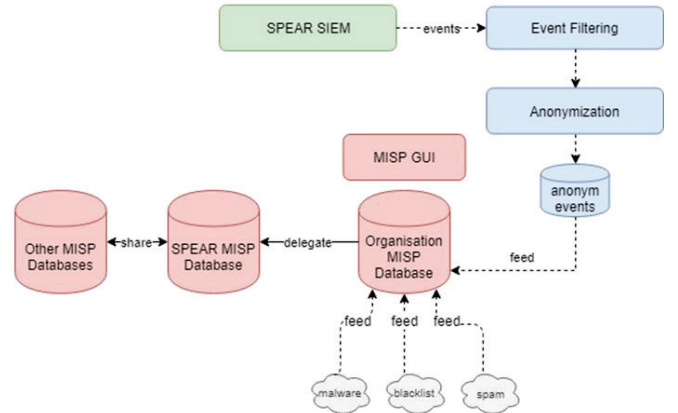 SPEAR SIEM
events
Event Filtering
Anonymization
MISP GUI
anonym
events
Other MISP
Databases
share
SPEAR MISP
Database
delegate
Organisation
MISP
Database
feed
feed
feed
feed
malware
blacklist
spam